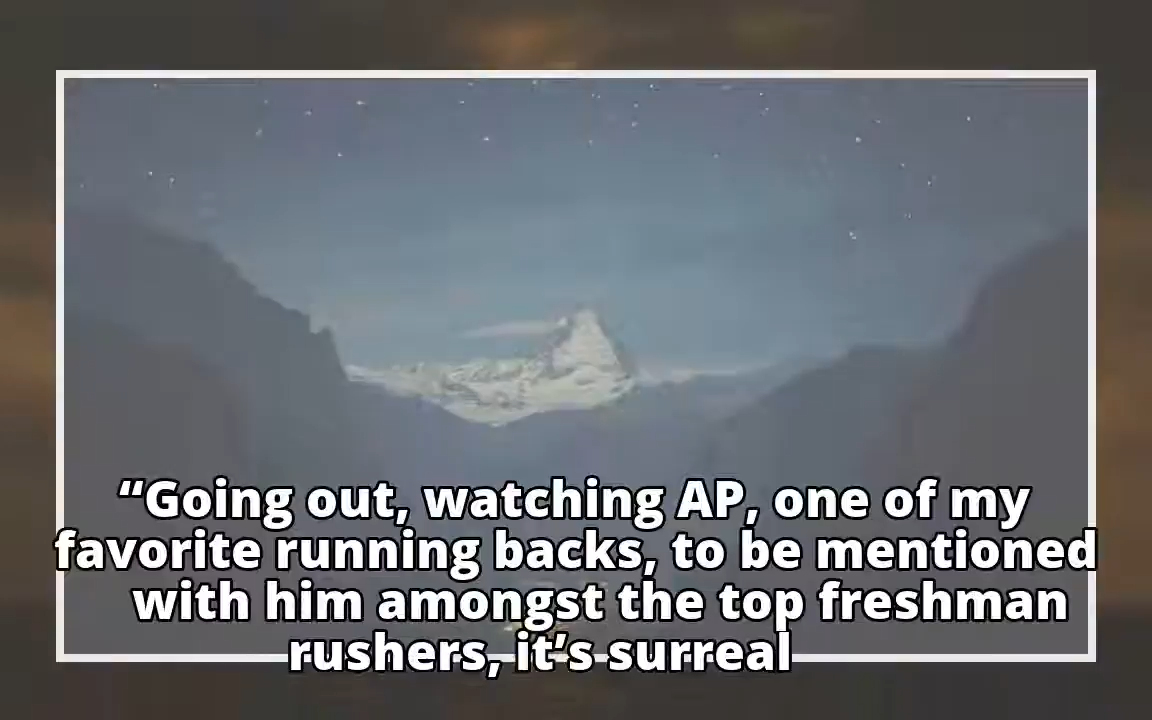 “Going out, watching AP, one of my
favorite running backs, to be mentioned
with him amongst the top freshman
rushers, it’s surreal